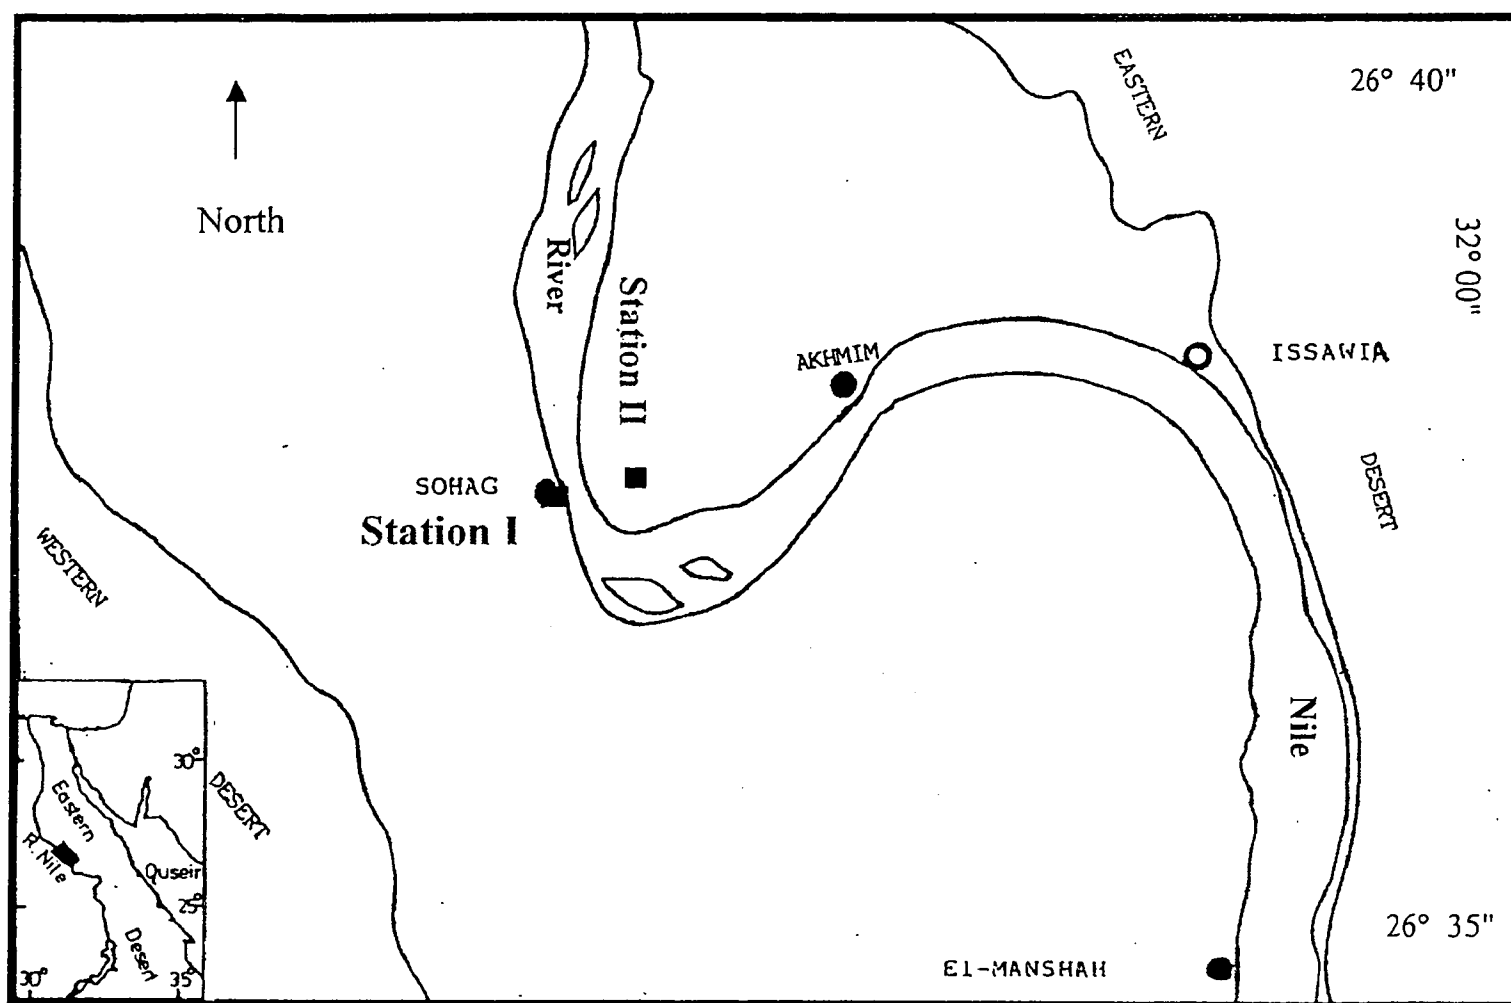 EASTERN
26° 40"
North
32° 00"
River
Station II
AKHMIM
ISSAWIA
SOHAG
Station I
DESERT
WESTERN
DESERT
Nile
30°
Eastern
R. Nile
Quseir
25°
Desert
30°
35°
26° 35"
El-MANSHAH